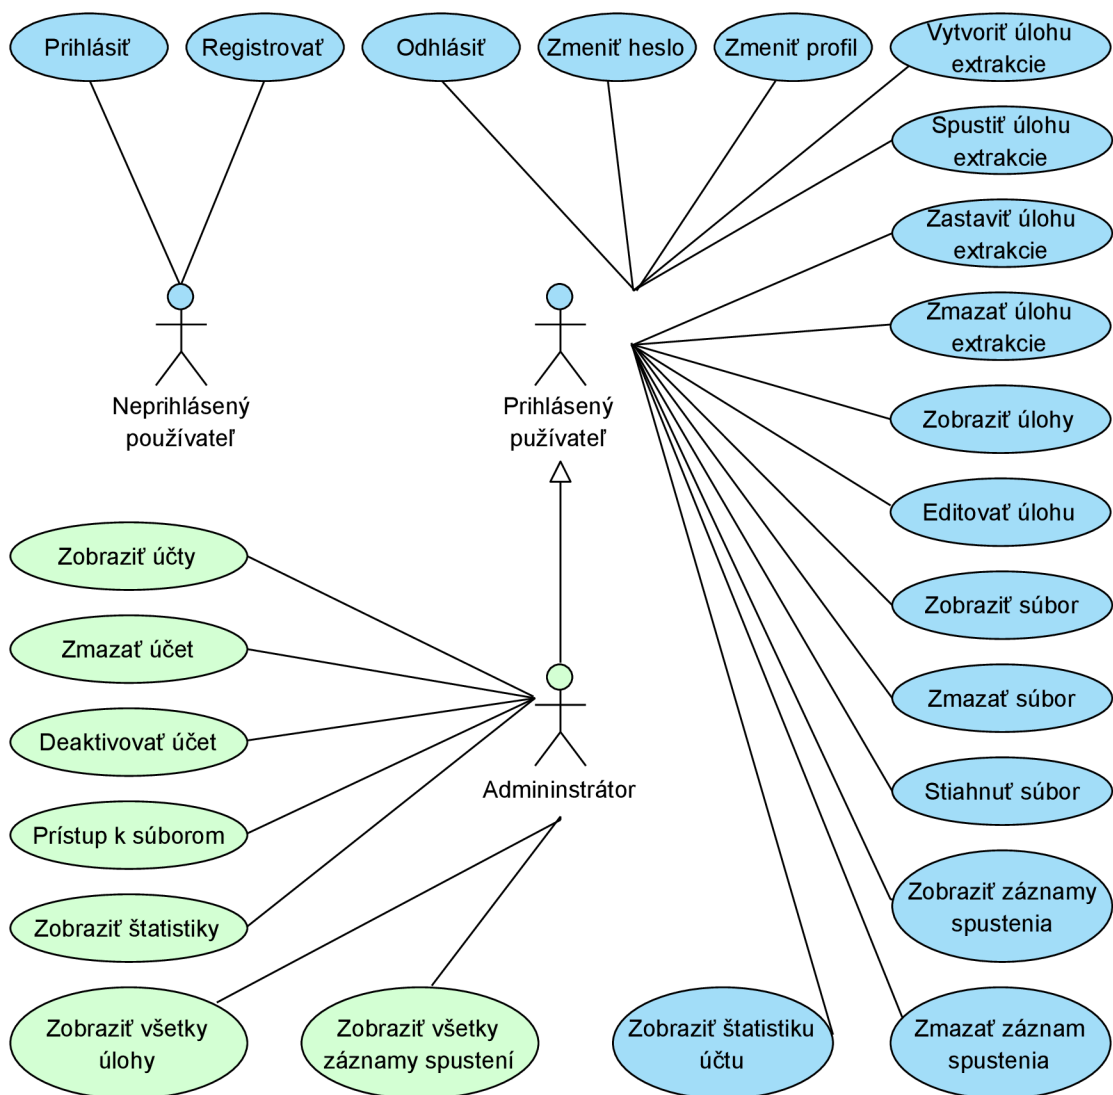 Prihlásiť
Registrovať
Odhlásiť
Zmeniť heslo
Zmeniť profil
Vytvoriť úlohu
extrakcie
Spustiť úlohu
extrakcie
Zastaviť úlohu
extrakcie
Zmazať úlohu
extrakcie
Neprihlásený
používateľ
Prihlásený
pužívateľ
Zobraziť úlohy
Editovať úlohu
Zobraziť účty
Zobraziť súbor
Zmazať účet
Zmazať súbor
Deaktivovať účet
Admininstrátor
Stiahnuť súbor
Prístup k súborom
Zobraziť záznamy
spustenia
Zobraziť štatistiky
Zobraziť všetky
úlohy
Zobraziť všetky
záznamy spustení
Zobraziť štatistiku
účtu
Zmazať záznam
spustenia